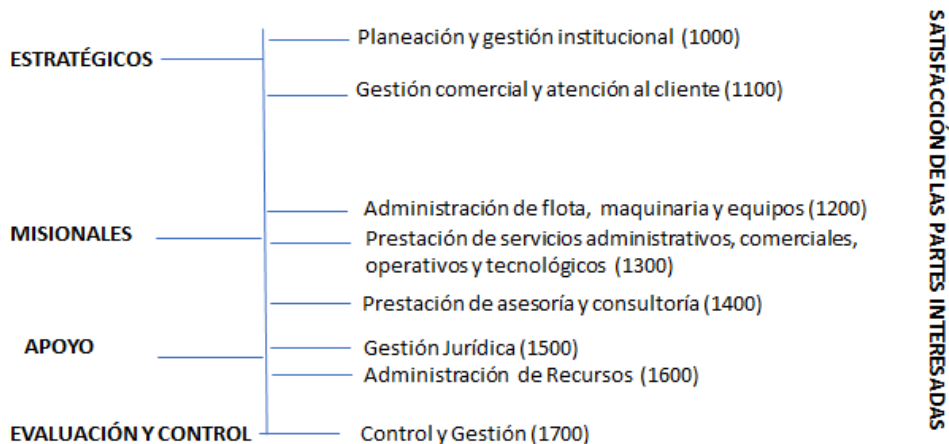 ESTRATÉGICOS
Planeación y gestión institucional (1000)
Gestión comercial y atención al cliente (1100)
MISIONALES
Administración de flota, maquinaria y equipos (1200)
Prestación de servicios administrativos, comerciales,
operativos y tecnológicos (1300)
Prestación de asesoría y consultoría (1400)
APOYO
Gestión Jurídica (1500)
Administración de Recursos (1600)
EVALUACIÓN Y CONTROL
Control y Gestión (1700)
SATISFACCIÓN DE LAS PARTES INTERESADAS